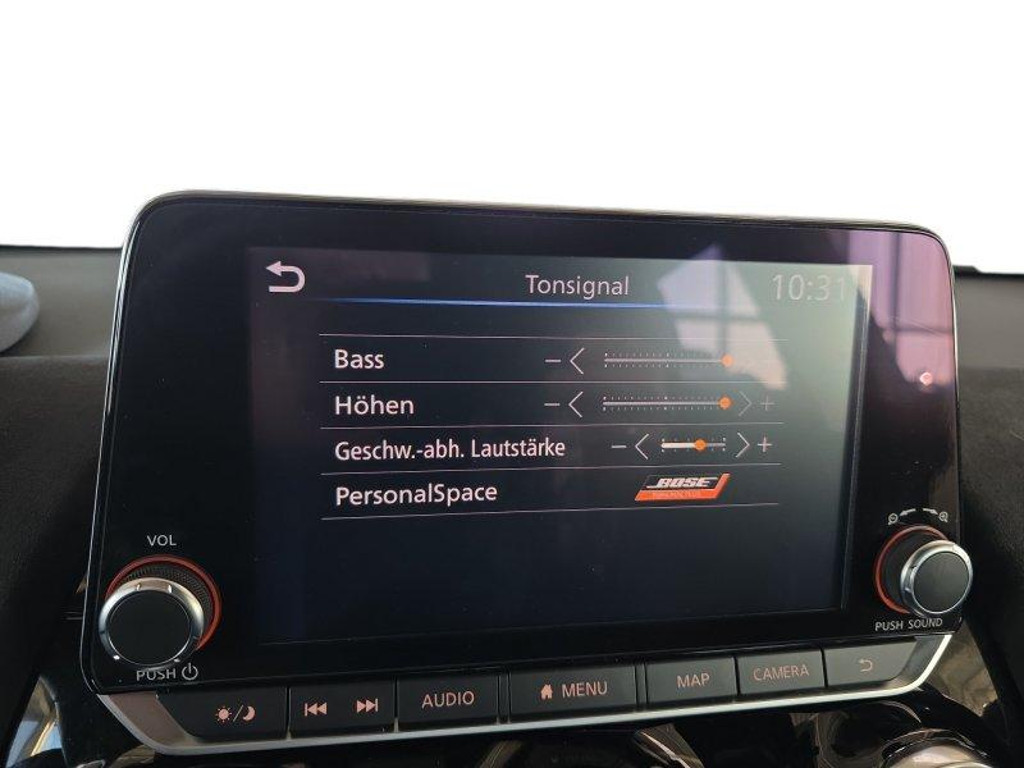 Tonsignal 10:31
Bass
Höhen
Geschw.-abh. Lautstärke
PersonalSpace BOSE
VOL
PUSH
PUSH SOUND
AUDIO MENU MAP CAMERA